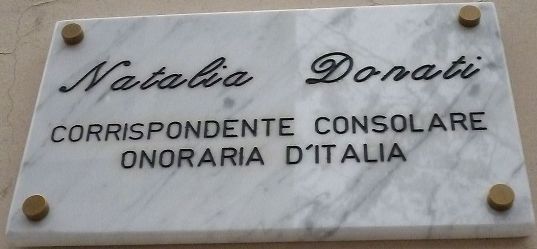 Natalia Donati
CORRISPONDENTE CONSOLARE
ONORARIA D'ITALIA